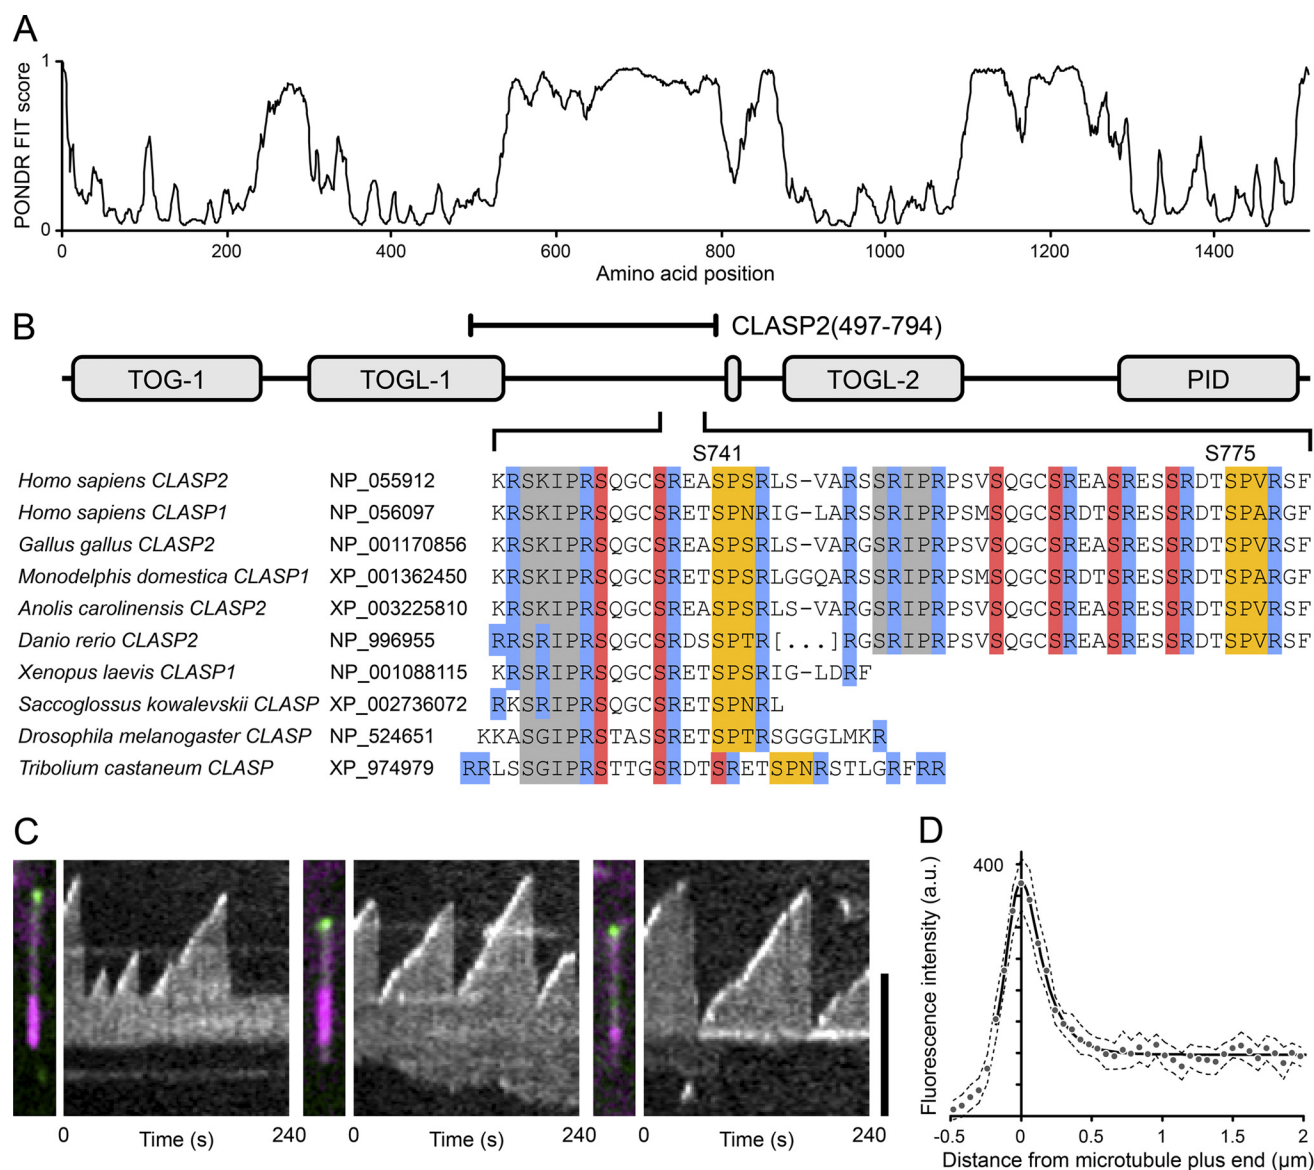 A
PONDR FIT score
1
0
0 200 400 600 800 1000 1200 1400
Amino acid position
B
CLASP2(497-794)
TOG-1 TOGL-1 TOGL-2 PID
S741 S775
Homo sapiens CLASP2 NP_055912 KRSKIPRSQGCSREASPSRLS-VARSSRIPRPSVSQGCSREASRESSRDTSPVRSF
Homo sapiens CLASP1 NP_056097 KRSKIPRSQGCSRETSPNRIG-LARSSRIPRPSMSQGCSRDTSRESSRDTSPARGF
Gallus gallus CLASP2 NP_001170856 KRSKIPRSQGCSREASPSRLS-VARGSRIPRPSVSQGCSREASRESSRDTSPVRSF
Monodelphis domestica CLASP1 XP_001362450 KRSKIPRSQGCSRETSPSRLGGQARSSRIPRPSMSQGCSRDTSRESSRDTSPARGF
Anolis carolinensis CLASP2 XP_003225810 KRSKIPRSQGCSREASPSRLS-VARGSRIPRPSVSQGCSREASRESSRDTSPVRSF
Danio rerio CLASP2 NP_996955 RRSRIPRSQGCSRDSSPTR[...]RGSRIPRPSVSQGCSREASRESSRDTSPVRSF
Xenopus laevis CLASP1 NP_001088115 KRSRIPRSQGCSRETSPSRIG-LDRF
Saccoglossus kowalevskii CLASP XP_002736072 RKSRIPRSQGCSRETSPNRL
Drosophila melanogaster CLASP NP_524651 KKASGIPRSTASSRETSPTRSGGGLMKR
Tribolium castaneum CLASP XP_974979 RRLSSGIPRSTTGSRDTSRETSPNRSTLGRFRR
C
0 Time (s) 240 0 Time (s) 240 0 Time (s) 240
D
Fluorescence intensity (a.u.)
400
-0.5 0 0.5 1 1.5 2
Distance from microtubule plus end (µm)